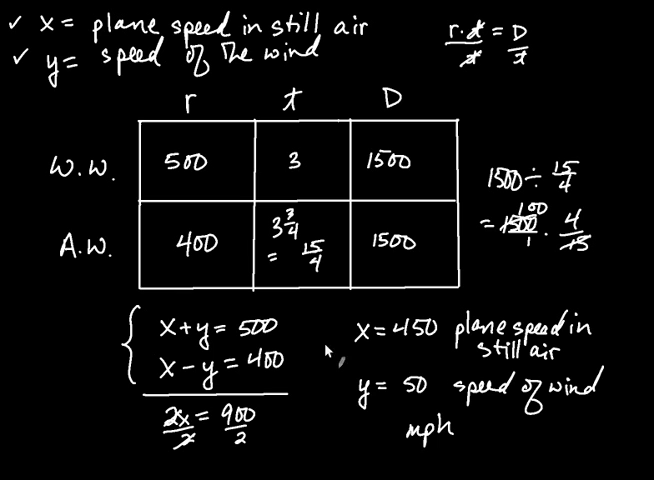 ✓ x = plane speed in still air
✓ y = speed of the wind
r·t/t = D/t
r t D
W.W. 500 3 1500
A.W. 400 3 3/4 = 15/4 1500
1500 ÷ 15/4
= 1500/1 100 · 4/15
{ x + y = 500
x - y = 400
2x/2 = 900/2
x = 450 plane speed in still air
y = 50 speed of wind
mph